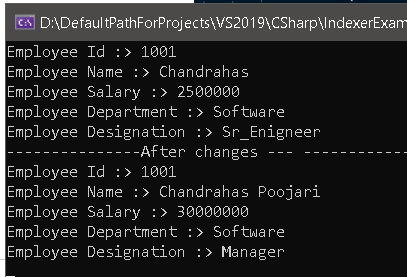 D:\DefaultPathForProjects\VS2019\CSharp\IndexerExam
Employee Id :> 1001
Employee Name :> Chandrahas
Employee Salary :> 2500000
Employee Department :> Software
Employee Designation :> Sr_Enigneer
---------------After changes --- ------------
Employee Id :> 1001
Employee Name :> Chandrahas Poojari
Employee Salary :> 30000000
Employee Department :> Software
Employee Designation :> Manager